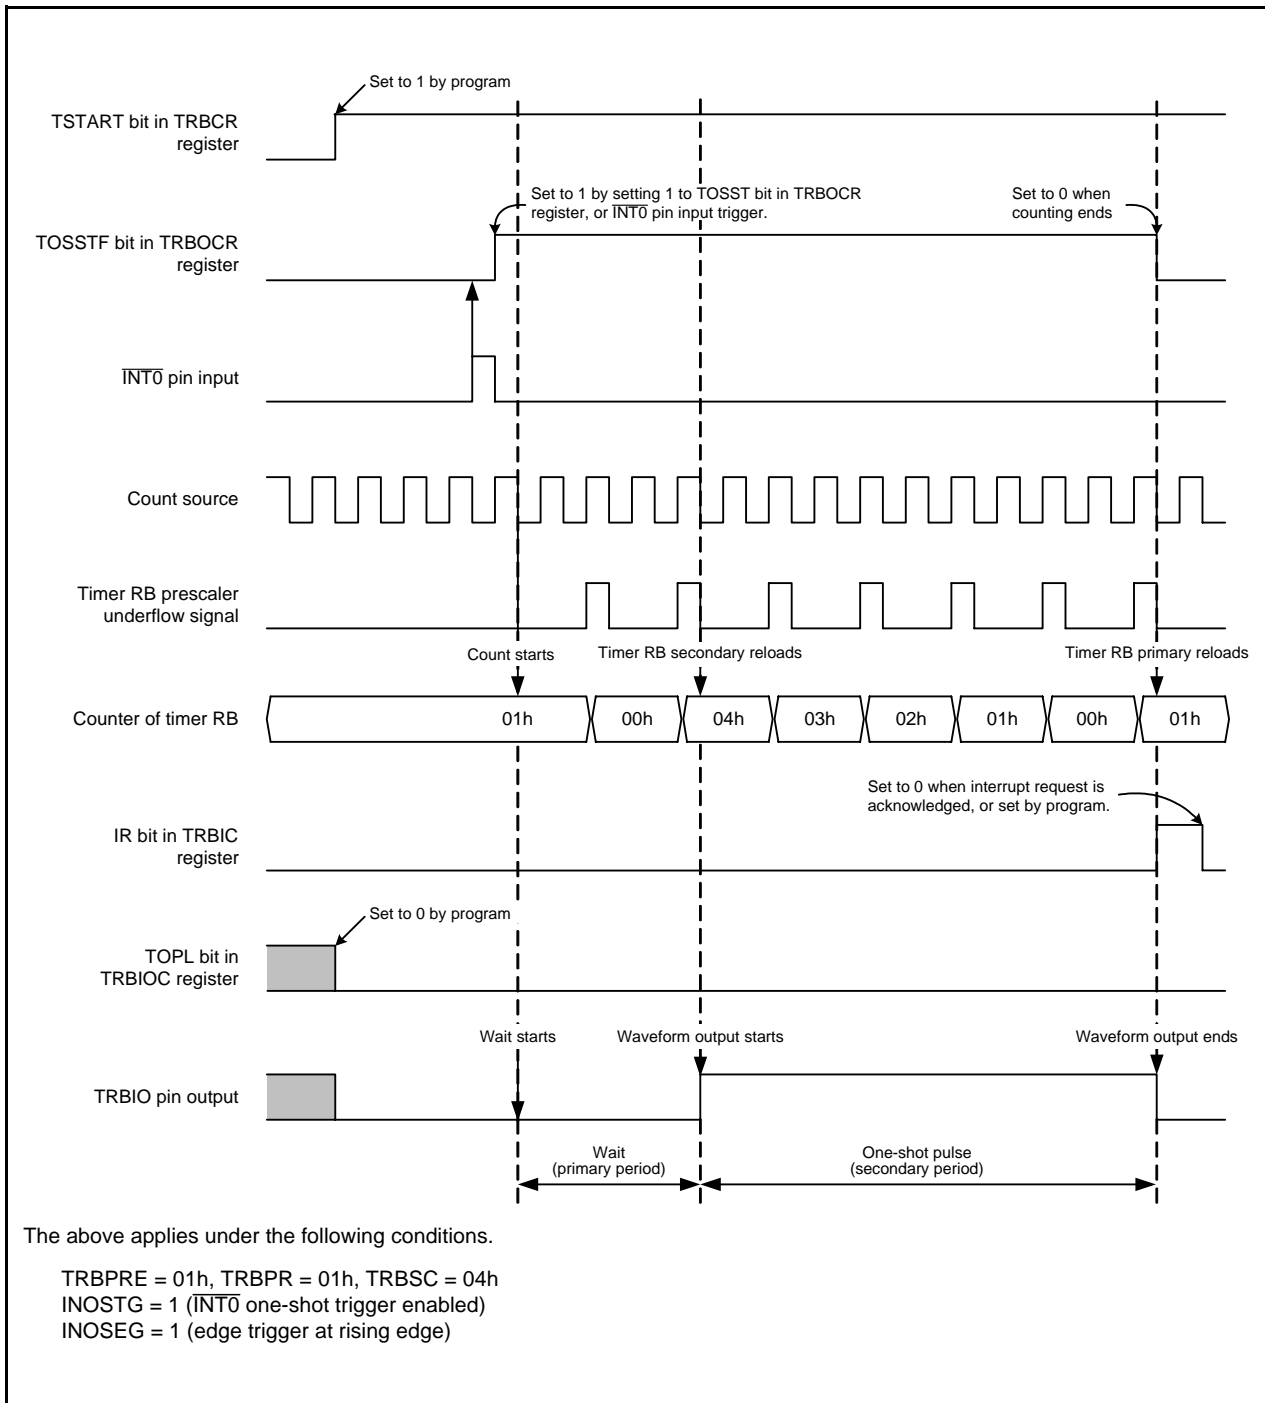 Set to 1 by program
TSTART bit in TRBCR
register
Set to 1 by setting 1 to TOSST bit in TRBOCR
register, or INT0 pin input trigger.
Set to 0 when
counting ends
TOSSTF bit in TRBOCR
register
INT0 pin input
Count source
Timer RB prescaler
underflow signal
Count starts
Timer RB secondary reloads
Timer RB primary reloads
Counter of timer RB
01h
00h
04h
03h
02h
01h
00h
01h
Set to 0 when interrupt request is
acknowledged, or set by program.
IR bit in TRBIC
register
Set to 0 by program
TOPL bit in
TRBIOC register
Wait starts
Waveform output starts
Waveform output ends
TRBIO pin output
Wait
(primary period)
One-shot pulse
(secondary period)
The above applies under the following conditions.
TRBPRE = 01h, TRBPR = 01h, TRBSC = 04h
INOSTG = 1 (INT0 one-shot trigger enabled)
INOSEG = 1 (edge trigger at rising edge)